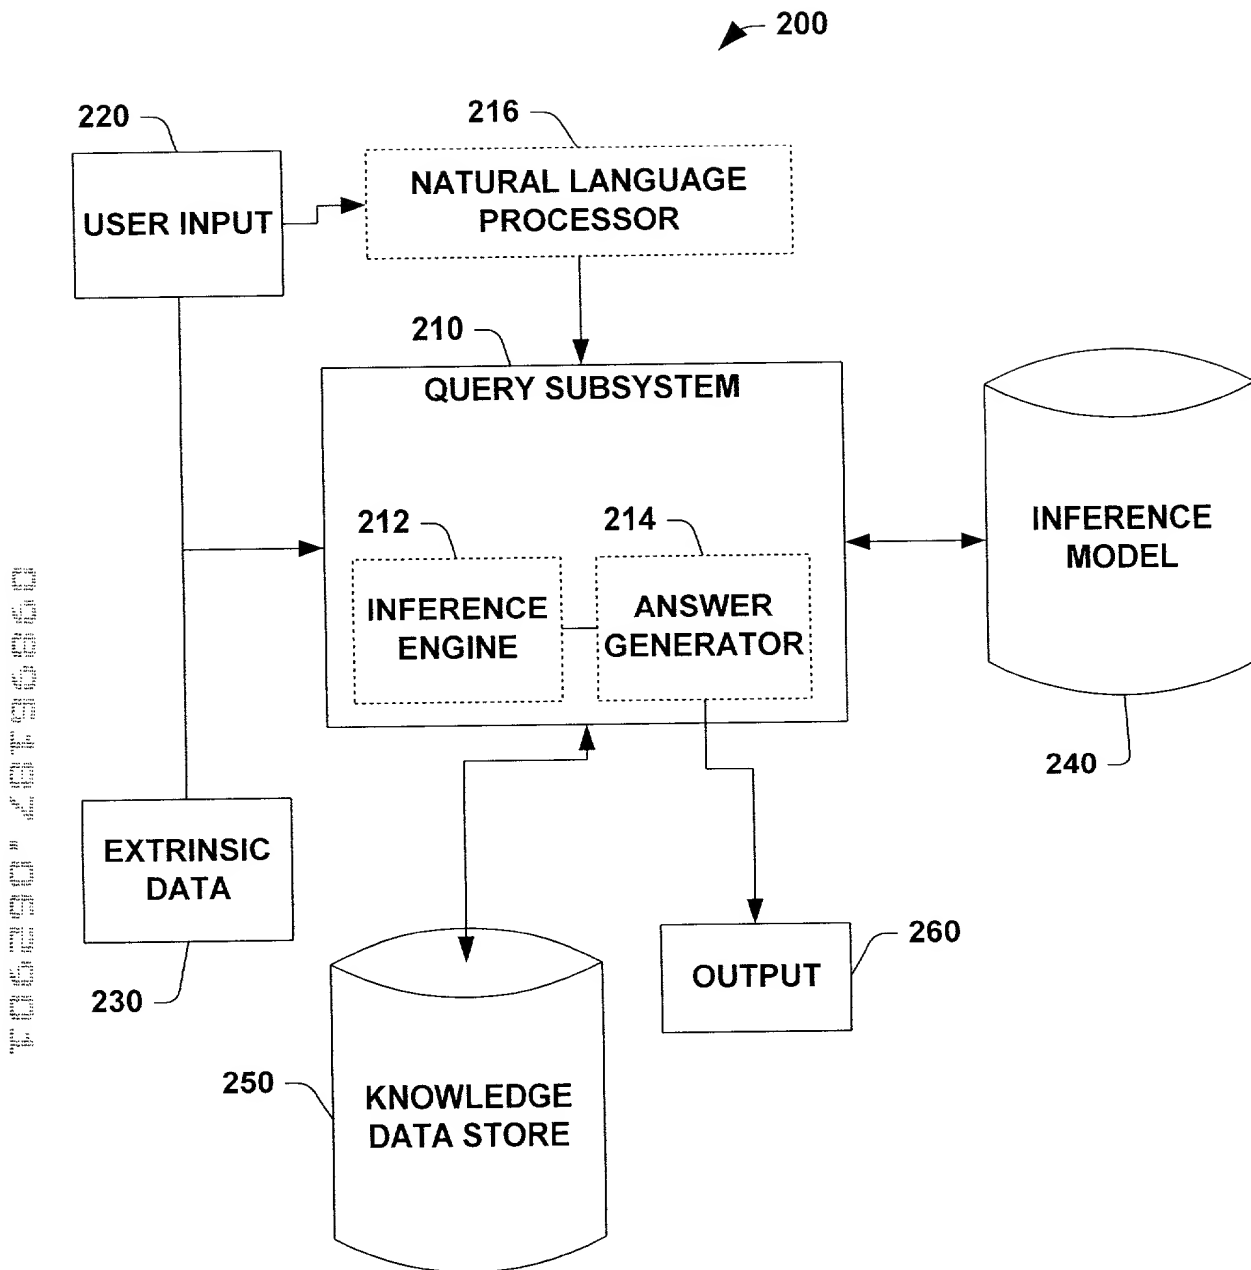 200
220
216
USER INPUT
NATURAL LANGUAGE
PROCESSOR
210
QUERY SUBSYSTEM
212
214
INFERENCE
ENGINE
ANSWER
GENERATOR
INFERENCE
MODEL
240
EXTRINSIC
DATA
230
260
OUTPUT
250
KNOWLEDGE
DATA STORE